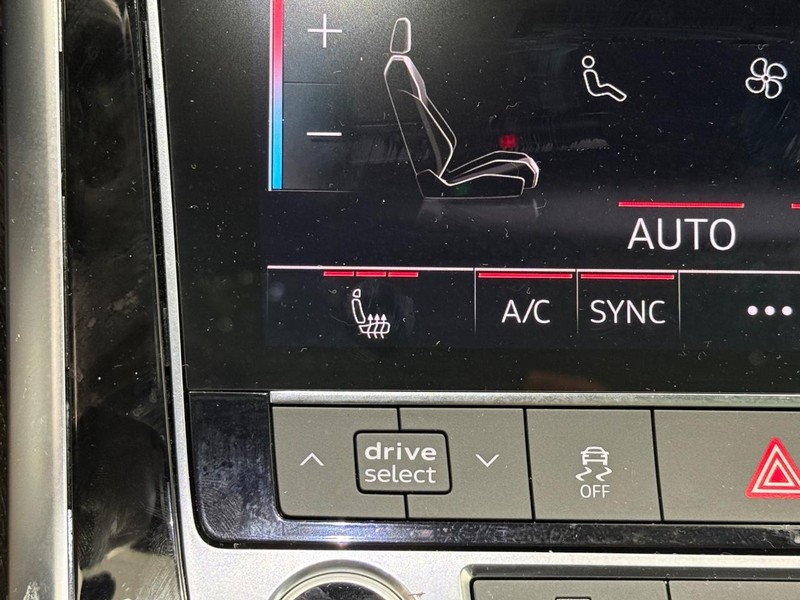 AUTO
A/C
SYNC
drive
select
OFF